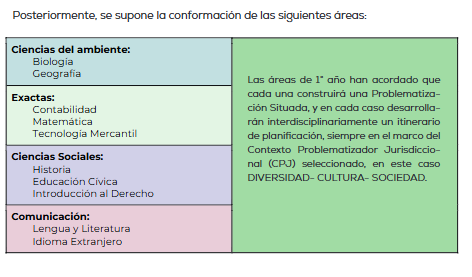 Posteriormente, se supone la conformación de las siguientes áreas:
Ciencias del ambiente:
Biología
Geografía
Exactas:
Contabilidad
Matemática
Tecnología Mercantil
Ciencias Sociales:
Historia
Educación Cívica
Introducción al Derecho
Comunicación:
Lengua y Literatura
Idioma Extranjero
Las áreas de 1° año han acordado que
cada una construirá una Problematiza-
ción Situada, y en cada caso desarrolla-
rán interdisciplinariamente un itinerario
de planificación, siempre en el marco del
Contexto Problematizador Jurisdiccio-
nal (CPJ) seleccionado, en este caso
DIVERSIDAD- CULTURA- SOCIEDAD.